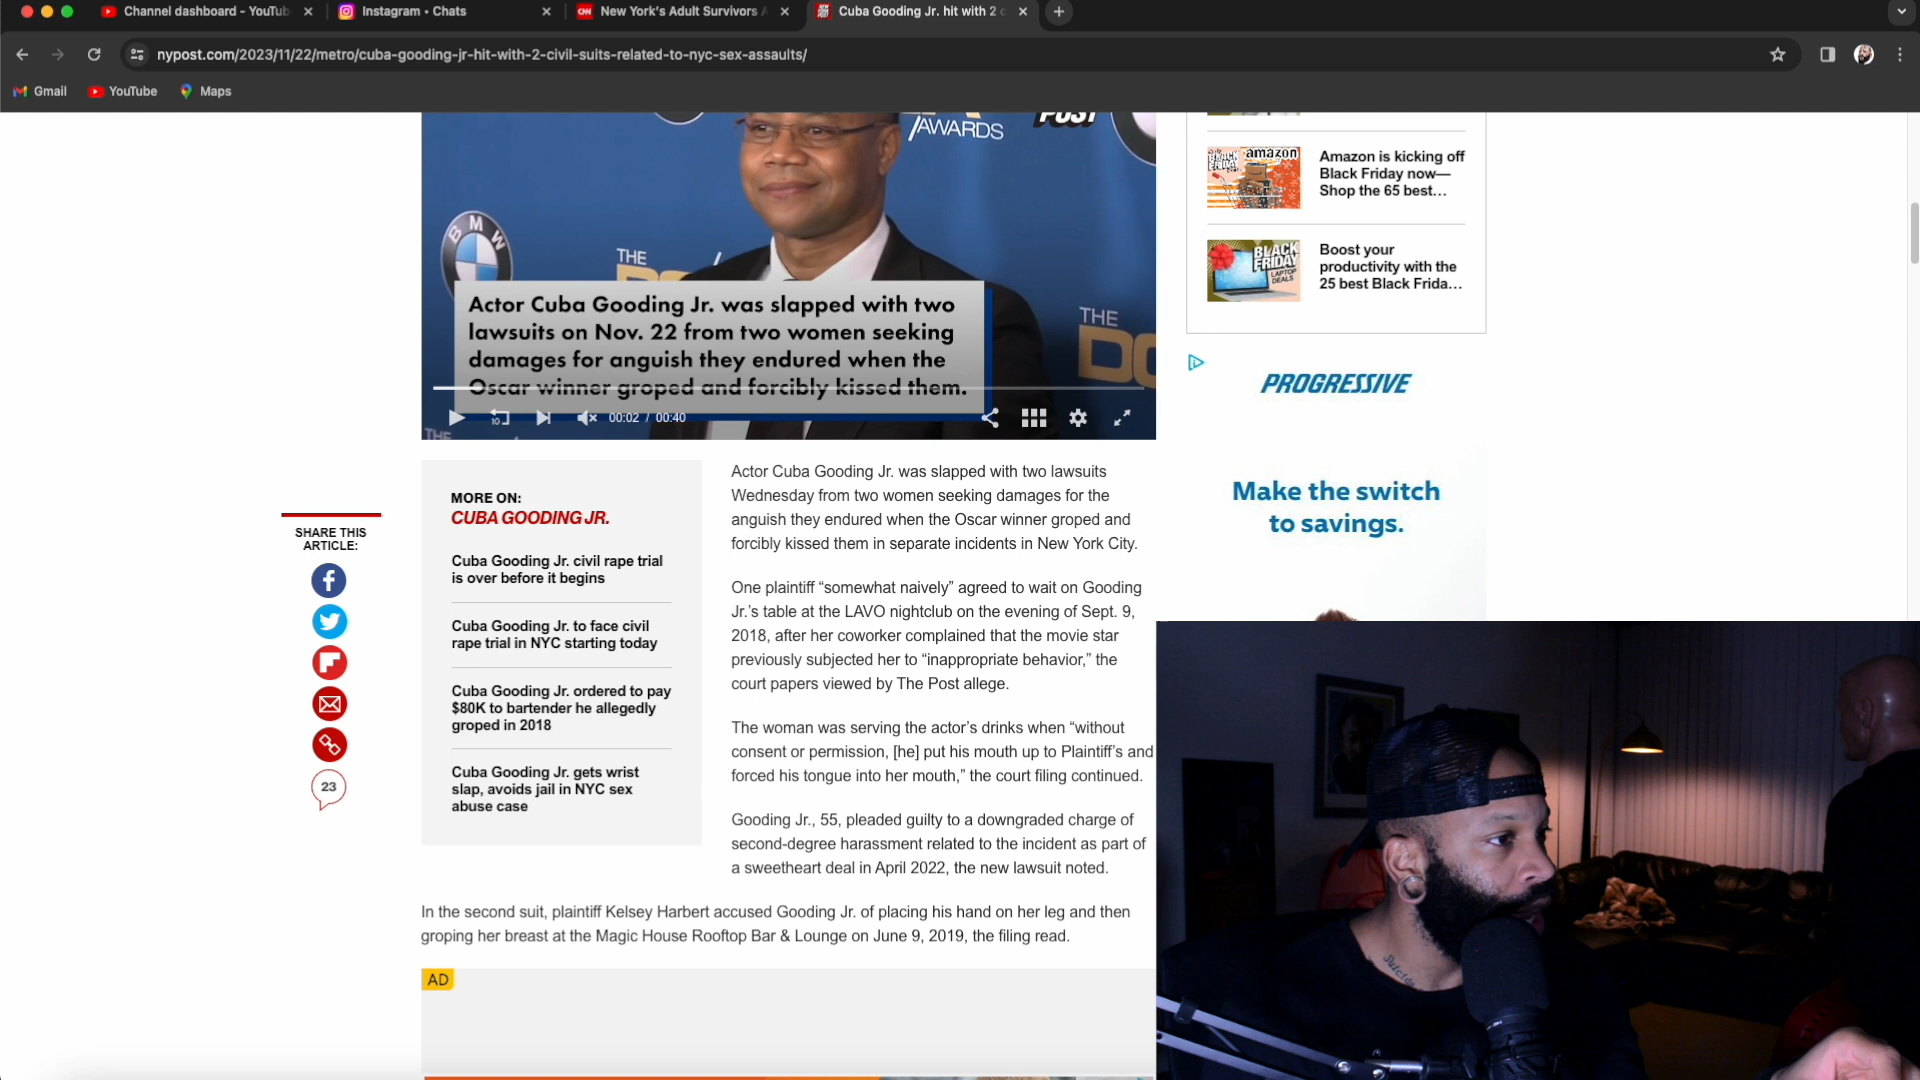 Channel dashboard - YouTub
Instagram • Chats
CNN
New York's Adult Survivors A
Cuba Gooding Jr. hit with 2 c
nypost.com/2023/11/22/metro/cuba-gooding-jr-hit-with-2-civil-suits-related-to-nyc-sex-assaults/
Gmail
YouTube
Maps
/AWARDS
POST
BMW
THE
THE
DO
Actor Cuba Gooding Jr. was slapped with two
lawsuits on Nov. 22 from two women seeking
damages for anguish they endured when the
Oscar winner groped and forcibly kissed them.
10
00:02 / 00:40
THE
BLACK FRIDAY
amazon
Amazon is kicking off
Black Friday now—
Shop the 65 best...
BLACK
FRIDAY
LAPTOP
DEALS
Boost your
productivity with the
25 best Black Frida...
PROGRESSIVE
Make the switch
to savings.
SHARE THIS
ARTICLE:
23
MORE ON:
CUBA GOODING JR.
Cuba Gooding Jr. civil rape trial
is over before it begins
Cuba Gooding Jr. to face civil
rape trial in NYC starting today
Cuba Gooding Jr. ordered to pay
$80K to bartender he allegedly
groped in 2018
Cuba Gooding Jr. gets wrist
slap, avoids jail in NYC sex
abuse case
Actor Cuba Gooding Jr. was slapped with two lawsuits
Wednesday from two women seeking damages for the
anguish they endured when the Oscar winner groped and
forcibly kissed them in separate incidents in New York City.
One plaintiff “somewhat naively” agreed to wait on Gooding
Jr.’s table at the LAVO nightclub on the evening of Sept. 9,
2018, after her coworker complained that the movie star
previously subjected her to “inappropriate behavior,” the
court papers viewed by The Post allege.
The woman was serving the actor’s drinks when “without
consent or permission, [he] put his mouth up to Plaintiff’s and
forced his tongue into her mouth,” the court filing continued.
Gooding Jr., 55, pleaded guilty to a downgraded charge of
second-degree harassment related to the incident as part of
a sweetheart deal in April 2022, the new lawsuit noted.
In the second suit, plaintiff Kelsey Harbert accused Gooding Jr. of placing his hand on her leg and then
groping her breast at the Magic House Rooftop Bar & Lounge on June 9, 2019, the filing read.
AD